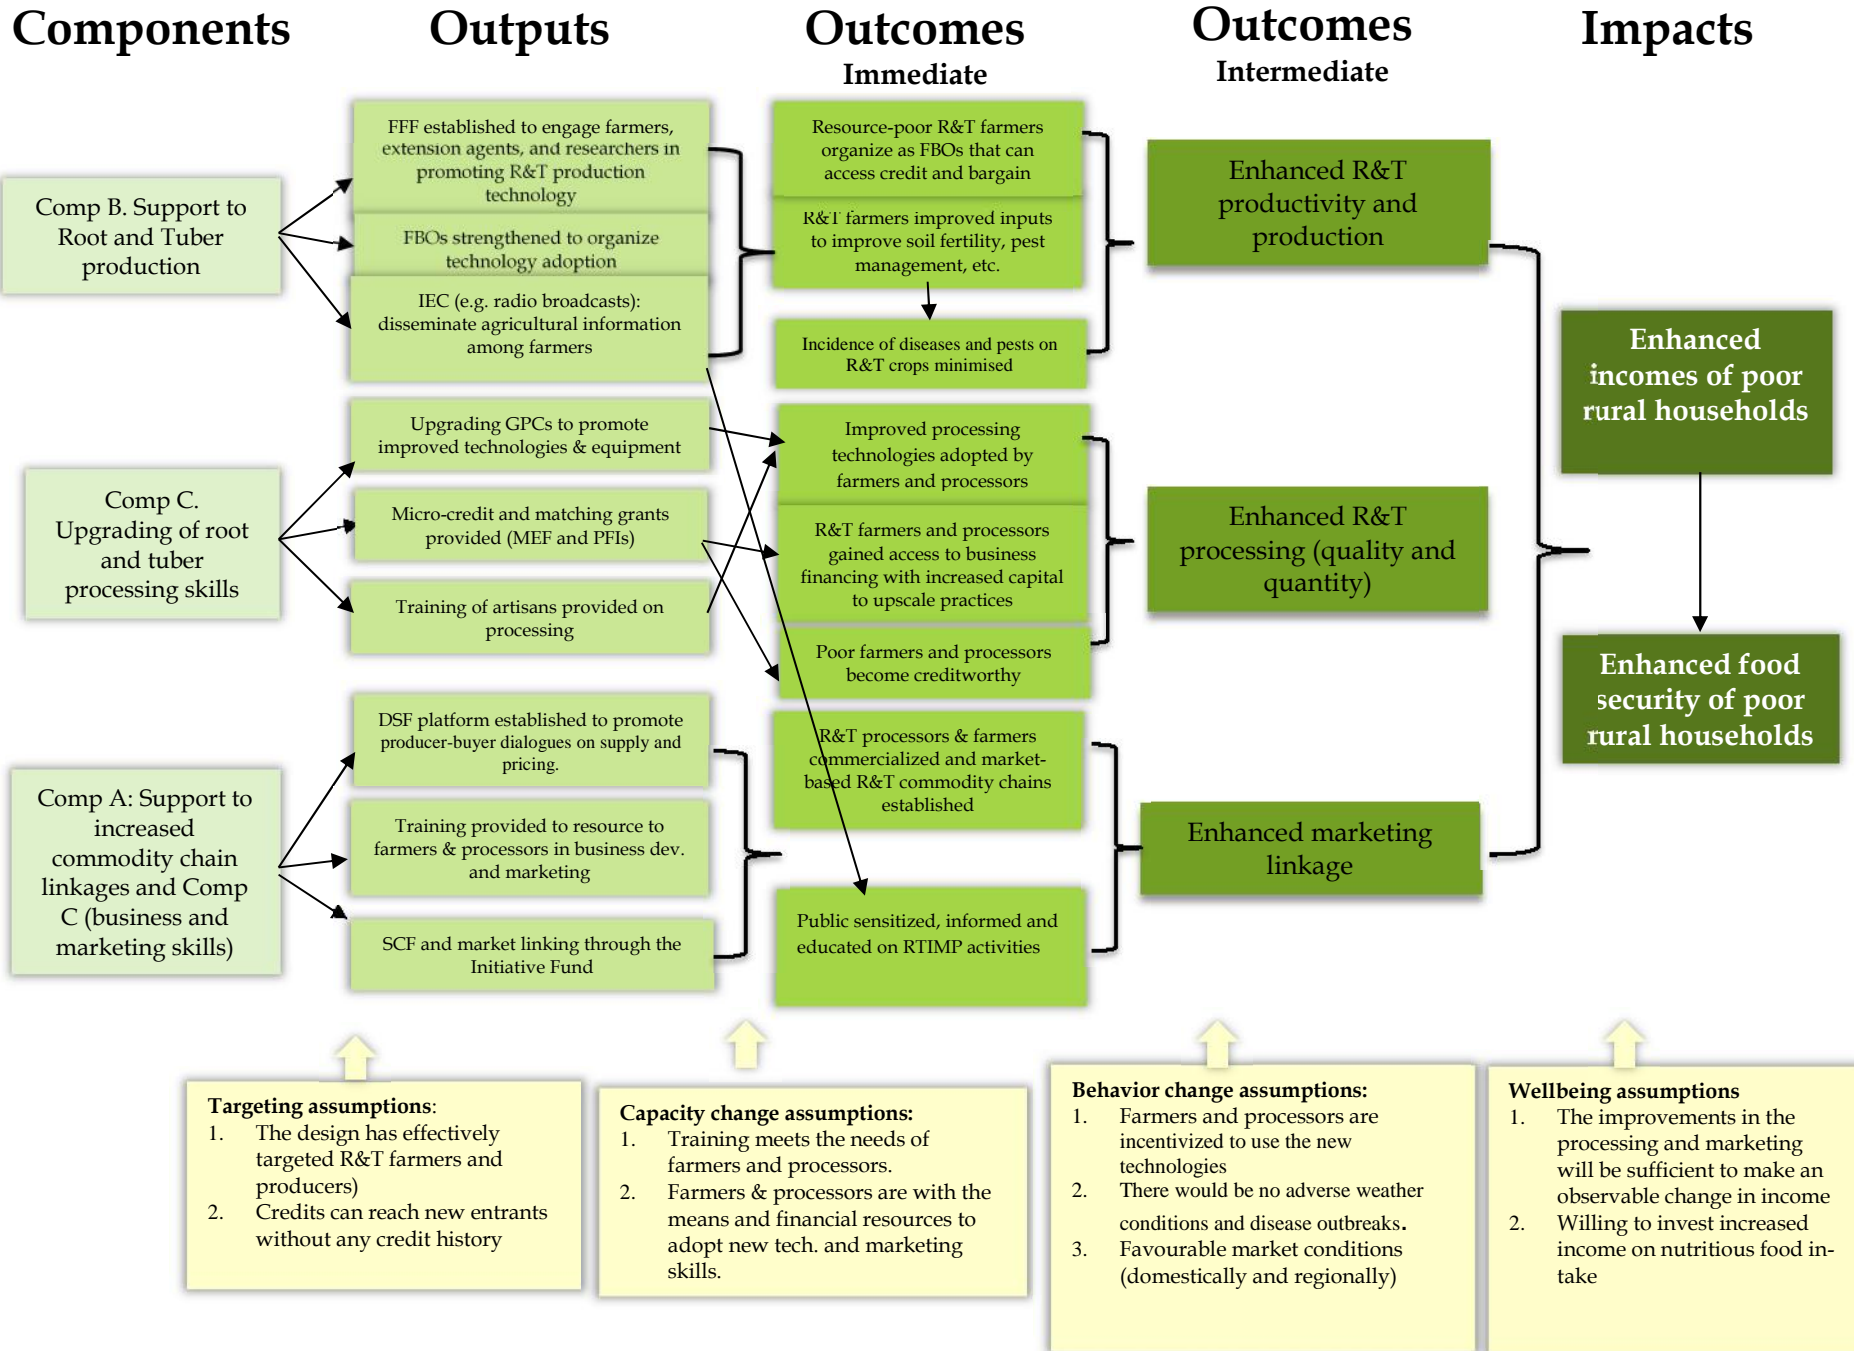 Components
Outputs
Outcomes
Immediate
Outcomes
Intermediate
Impacts
Comp B. Support to
Root and Tuber
production
FFF established to engage farmers,
extension agents, and researchers in
promoting R&T production
technology
FBOs strengthened to organize
technology adoption
IEC (e.g. radio broadcasts):
disseminate agricultural information
among farmers
Resource-poor R&T farmers
organize as FBOs that can
access credit and bargain
R&T farmers improved inputs
to improve soil fertility, pest
management, etc.
Incidence of diseases and pests on
R&T crops minimised
Enhanced R&T
productivity and
production
Comp C.
Upgrading of root
and tuber
processing skills
Upgrading GPCs to promote
improved technologies & equipment
Micro-credit and matching grants
provided (MEF and PFIs)
Training of artisans provided on
processing
Improved processing
technologies adopted by
farmers and processors
R&T farmers and processors
gained access to business
financing with increased capital
to upscale practices
Poor farmers and processors
become creditworthy
Enhanced R&T
processing (quality and
quantity)
Comp A: Support to
increased
commodity chain
linkages and Comp
C (business and
marketing skills)
DSF platform established to promote
producer-buyer dialogues on supply and
pricing.
Training provided to resource to
farmers & processors in business dev.
and marketing
SCF and market linking through the
Initiative Fund
R&T processors & farmers
commercialized and market-
based R&T commodity chains
established
Public sensitized, informed and
educated on RTIMP activities
Enhanced marketing
linkage
Enhanced
incomes of poor
rural households
Enhanced food
security of poor
rural households
Targeting assumptions:
1. The design has effectively
targeted R&T farmers and
producers)
2. Credits can reach new entrants
without any credit history
Capacity change assumptions:
1. Training meets the needs of
farmers and processors.
2. Farmers & processors are with the
means and financial resources to
adopt new tech. and marketing
skills.
Behavior change assumptions:
1. Farmers and processors are
incentivized to use the new
technologies
2. There would be no adverse weather
conditions and disease outbreaks.
3. Favourable market conditions
(domestically and regionally)
Wellbeing assumptions
1. The improvements in the
processing and marketing
will be sufficient to make an
observable change in income
2. Willing to invest increased
income on nutritious food in-
take